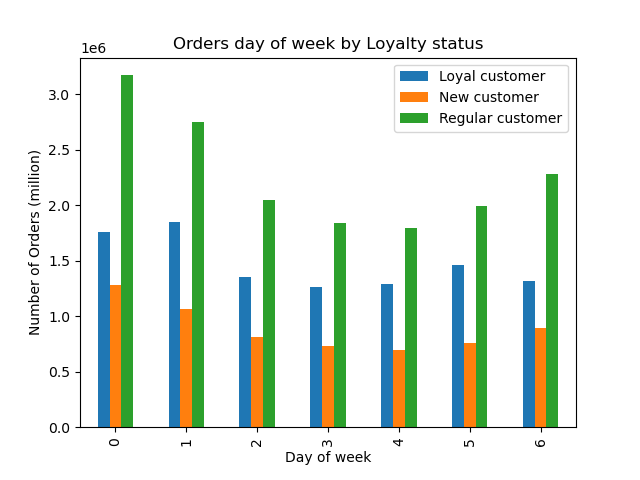 Orders day of week by Loyalty status
1e6
Loyal customer
New customer
Regular customer
Number of Orders (million)
3.0
2.5
2.0
1.5
1.0
0.5
0.0
0 1 2 3 4 5 6
Day of week